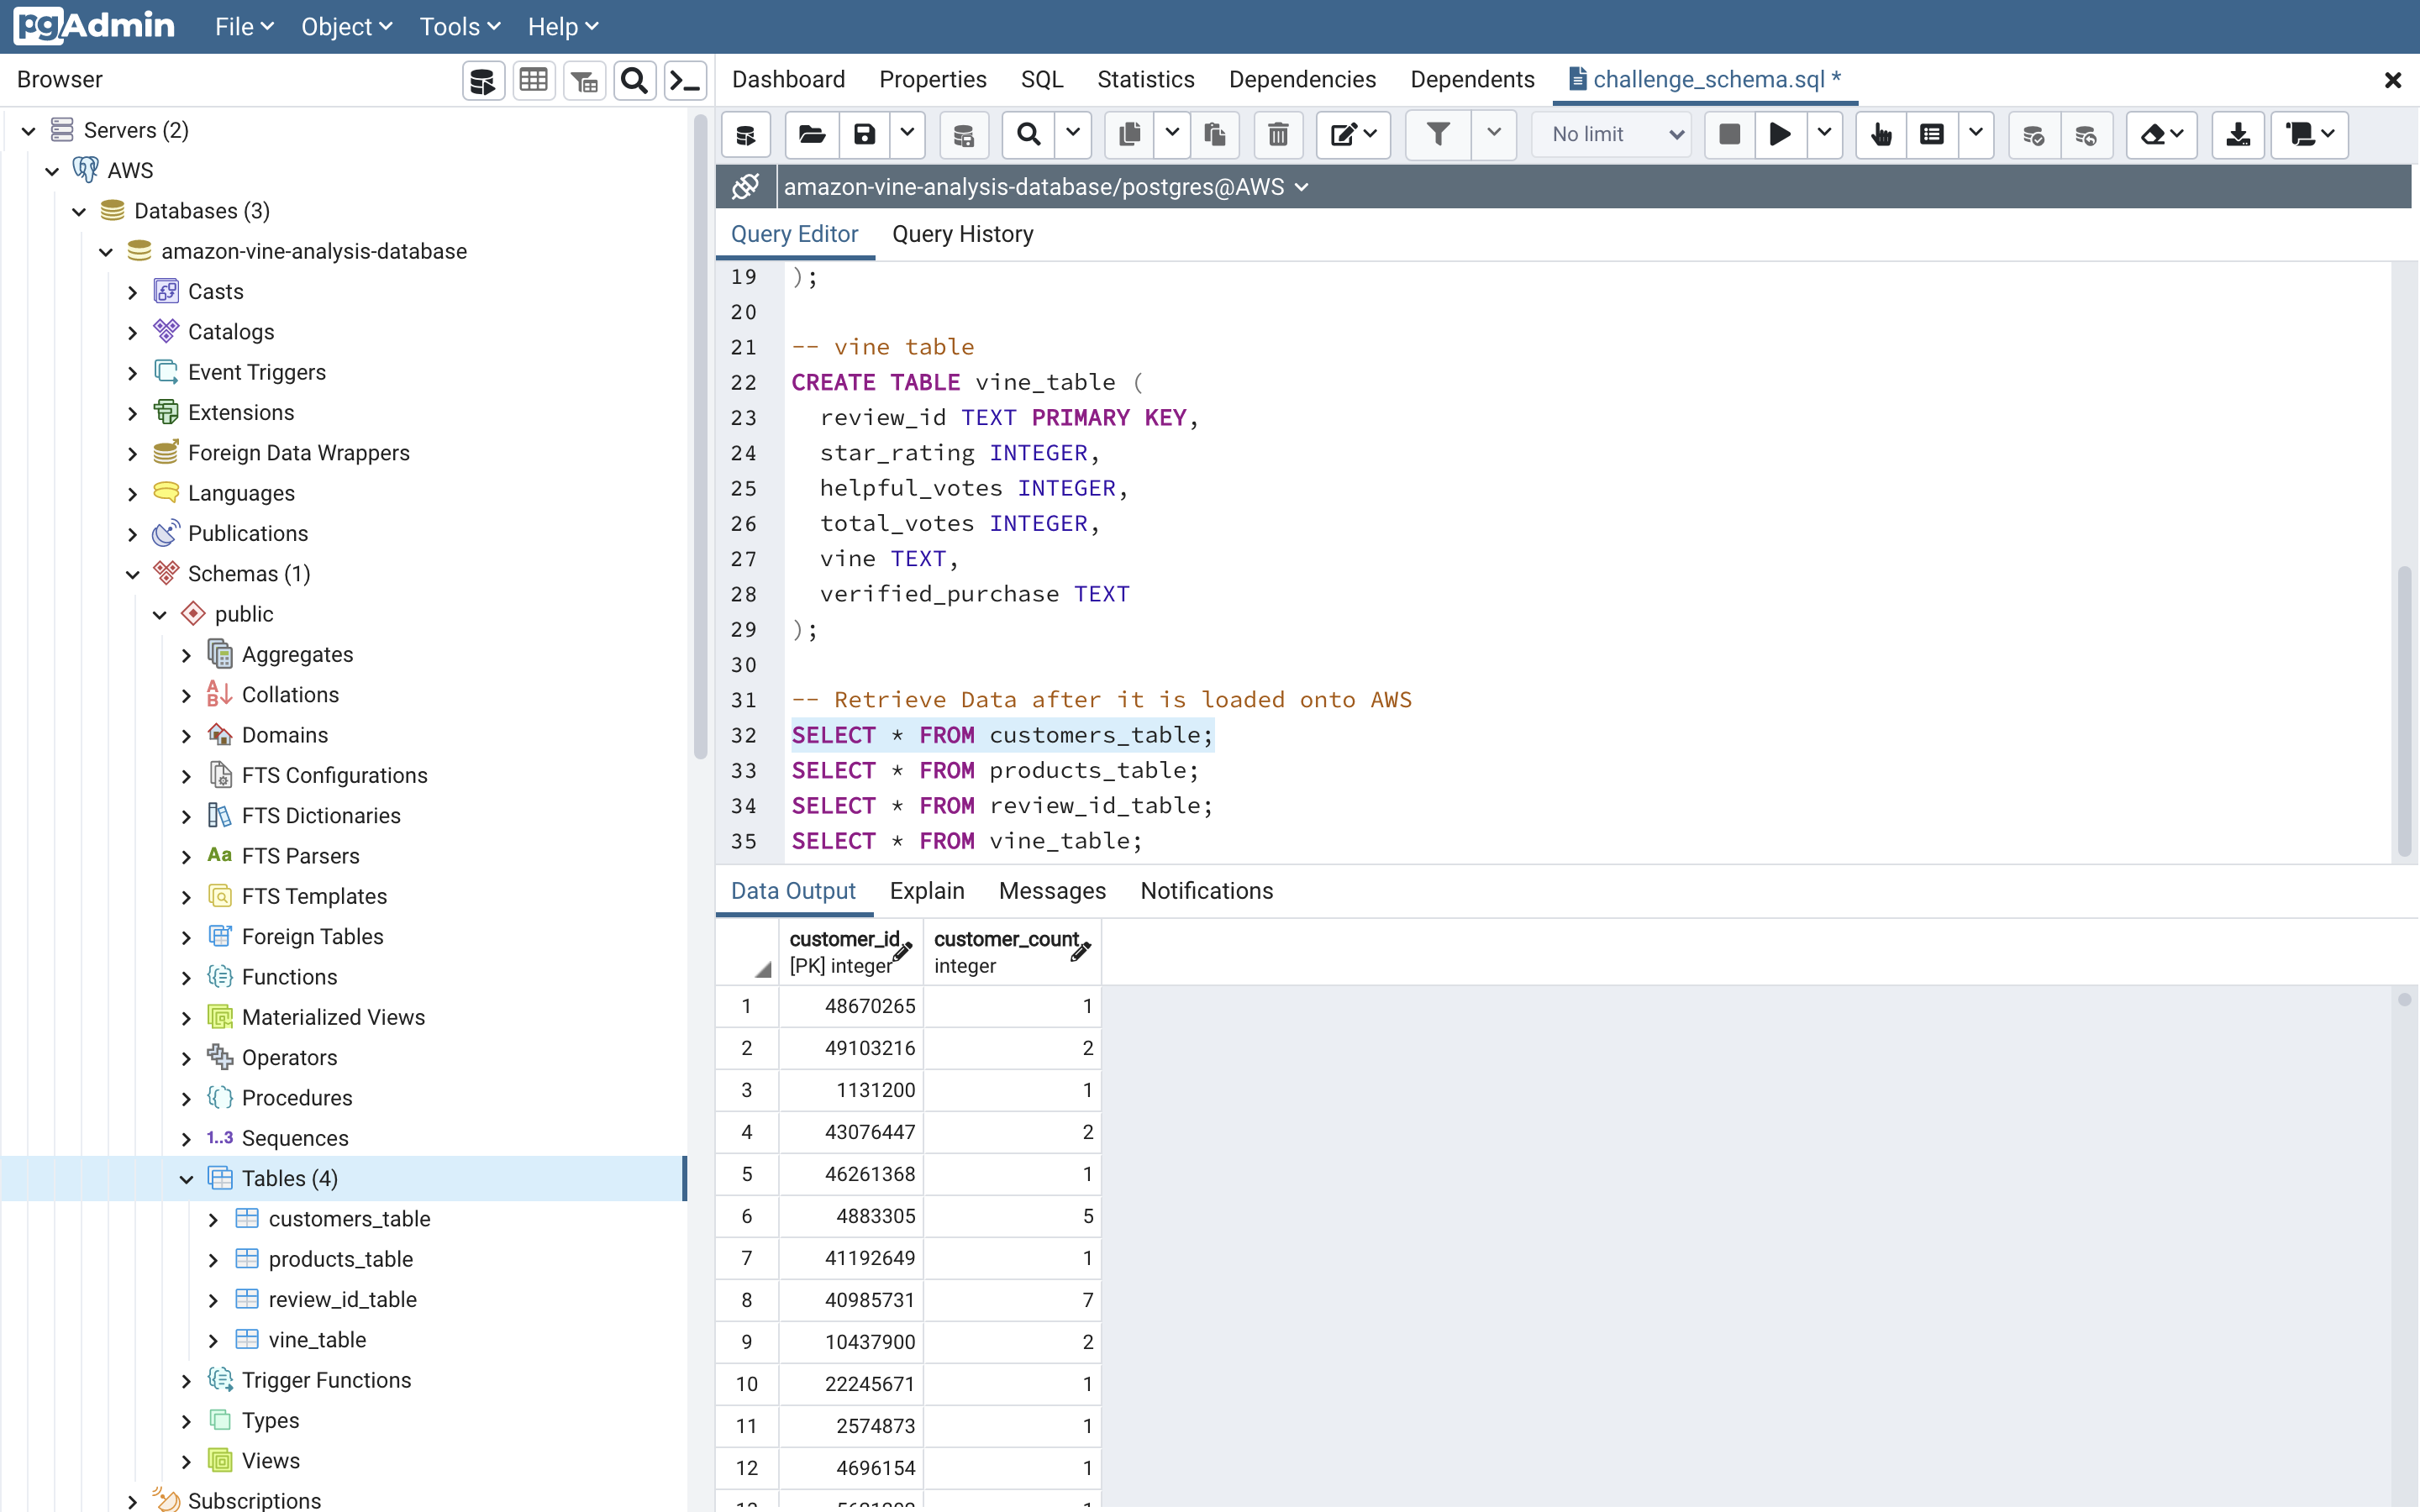 pgAdmin File Object Tools Help
Browser
Servers (2)
AWS
Databases (3)
amazon-vine-analysis-database
Casts
Catalogs
Event Triggers
Extensions
Foreign Data Wrappers
Languages
Publications
Schemas (1)
public
Aggregates
Collations
Domains
FTS Configurations
FTS Dictionaries
Aa FTS Parsers
FTS Templates
Foreign Tables
Functions
Materialized Views
Operators
Procedures
1..3 Sequences
Tables (4)
customers_table
products_table
review_id_table
vine_table
Trigger Functions
Types
Views
Subscriptions
Dashboard Properties SQL Statistics Dependencies Dependents challenge_schema.sql *
No limit
amazon-vine-analysis-database/postgres@AWS
Query Editor Query History
19 );
20
21 -- vine table
22 CREATE TABLE vine_table (
23 review_id TEXT PRIMARY KEY,
24 star_rating INTEGER,
25 helpful_votes INTEGER,
26 total_votes INTEGER,
27 vine TEXT,
28 verified_purchase TEXT
29 );
30
31 -- Retrieve Data after it is loaded onto AWS
32 SELECT * FROM customers_table;
33 SELECT * FROM products_table;
34 SELECT * FROM review_id_table;
35 SELECT * FROM vine_table;
Data Output Explain Messages Notifications
customer_id customer_count
[PK] integer integer
1 48670265 1
2 49103216 2
3 1131200 1
4 43076447 2
5 46261368 1
6 4883305 5
7 41192649 1
8 40985731 7
9 10437900 2
10 22245671 1
11 2574873 1
12 4696154 1